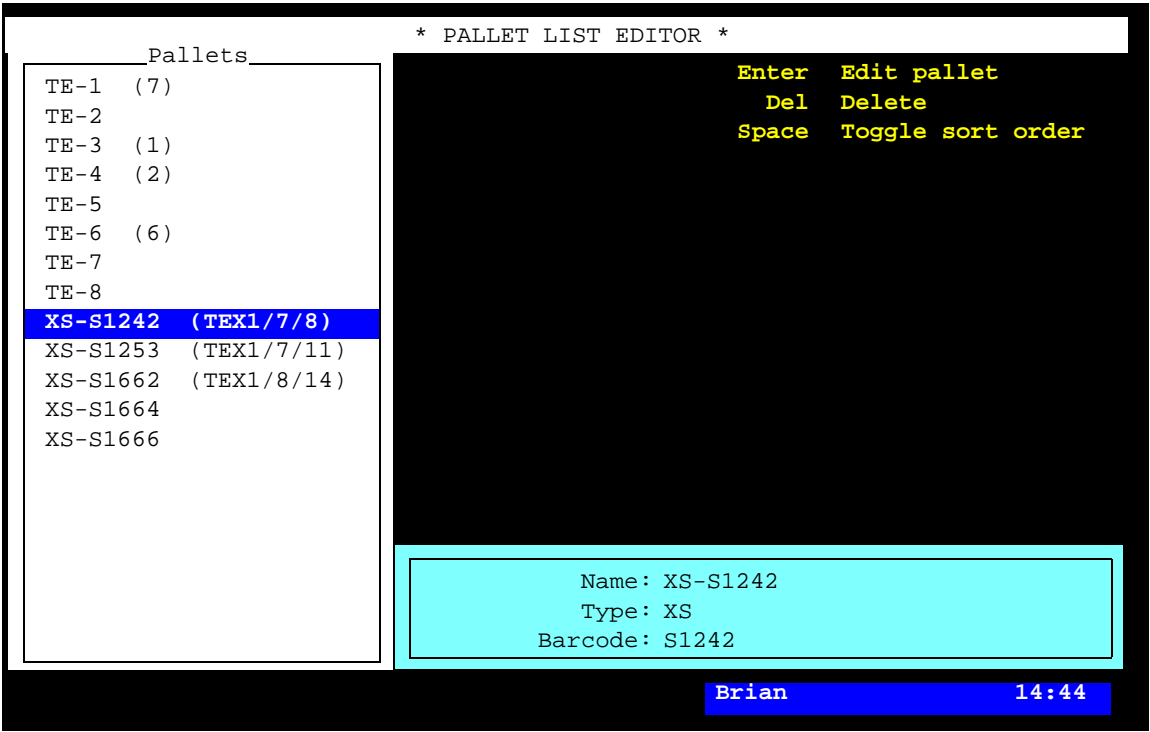 * PALLET LIST EDITOR *
Pallets
TE-1 (7)
TE-2
TE-3 (1)
TE-4 (2)
TE-5
TE-6 (6)
TE-7
TE-8
XS-S1242 (TEX1/7/8)
XS-S1253 (TEX1/7/11)
XS-S1662 (TEX1/8/14)
XS-S1664
XS-S1666
Enter Edit pallet
Del Delete
Space Toggle sort order
Name: XS-S1242
Type: XS
Barcode: S1242
Brian 14:44